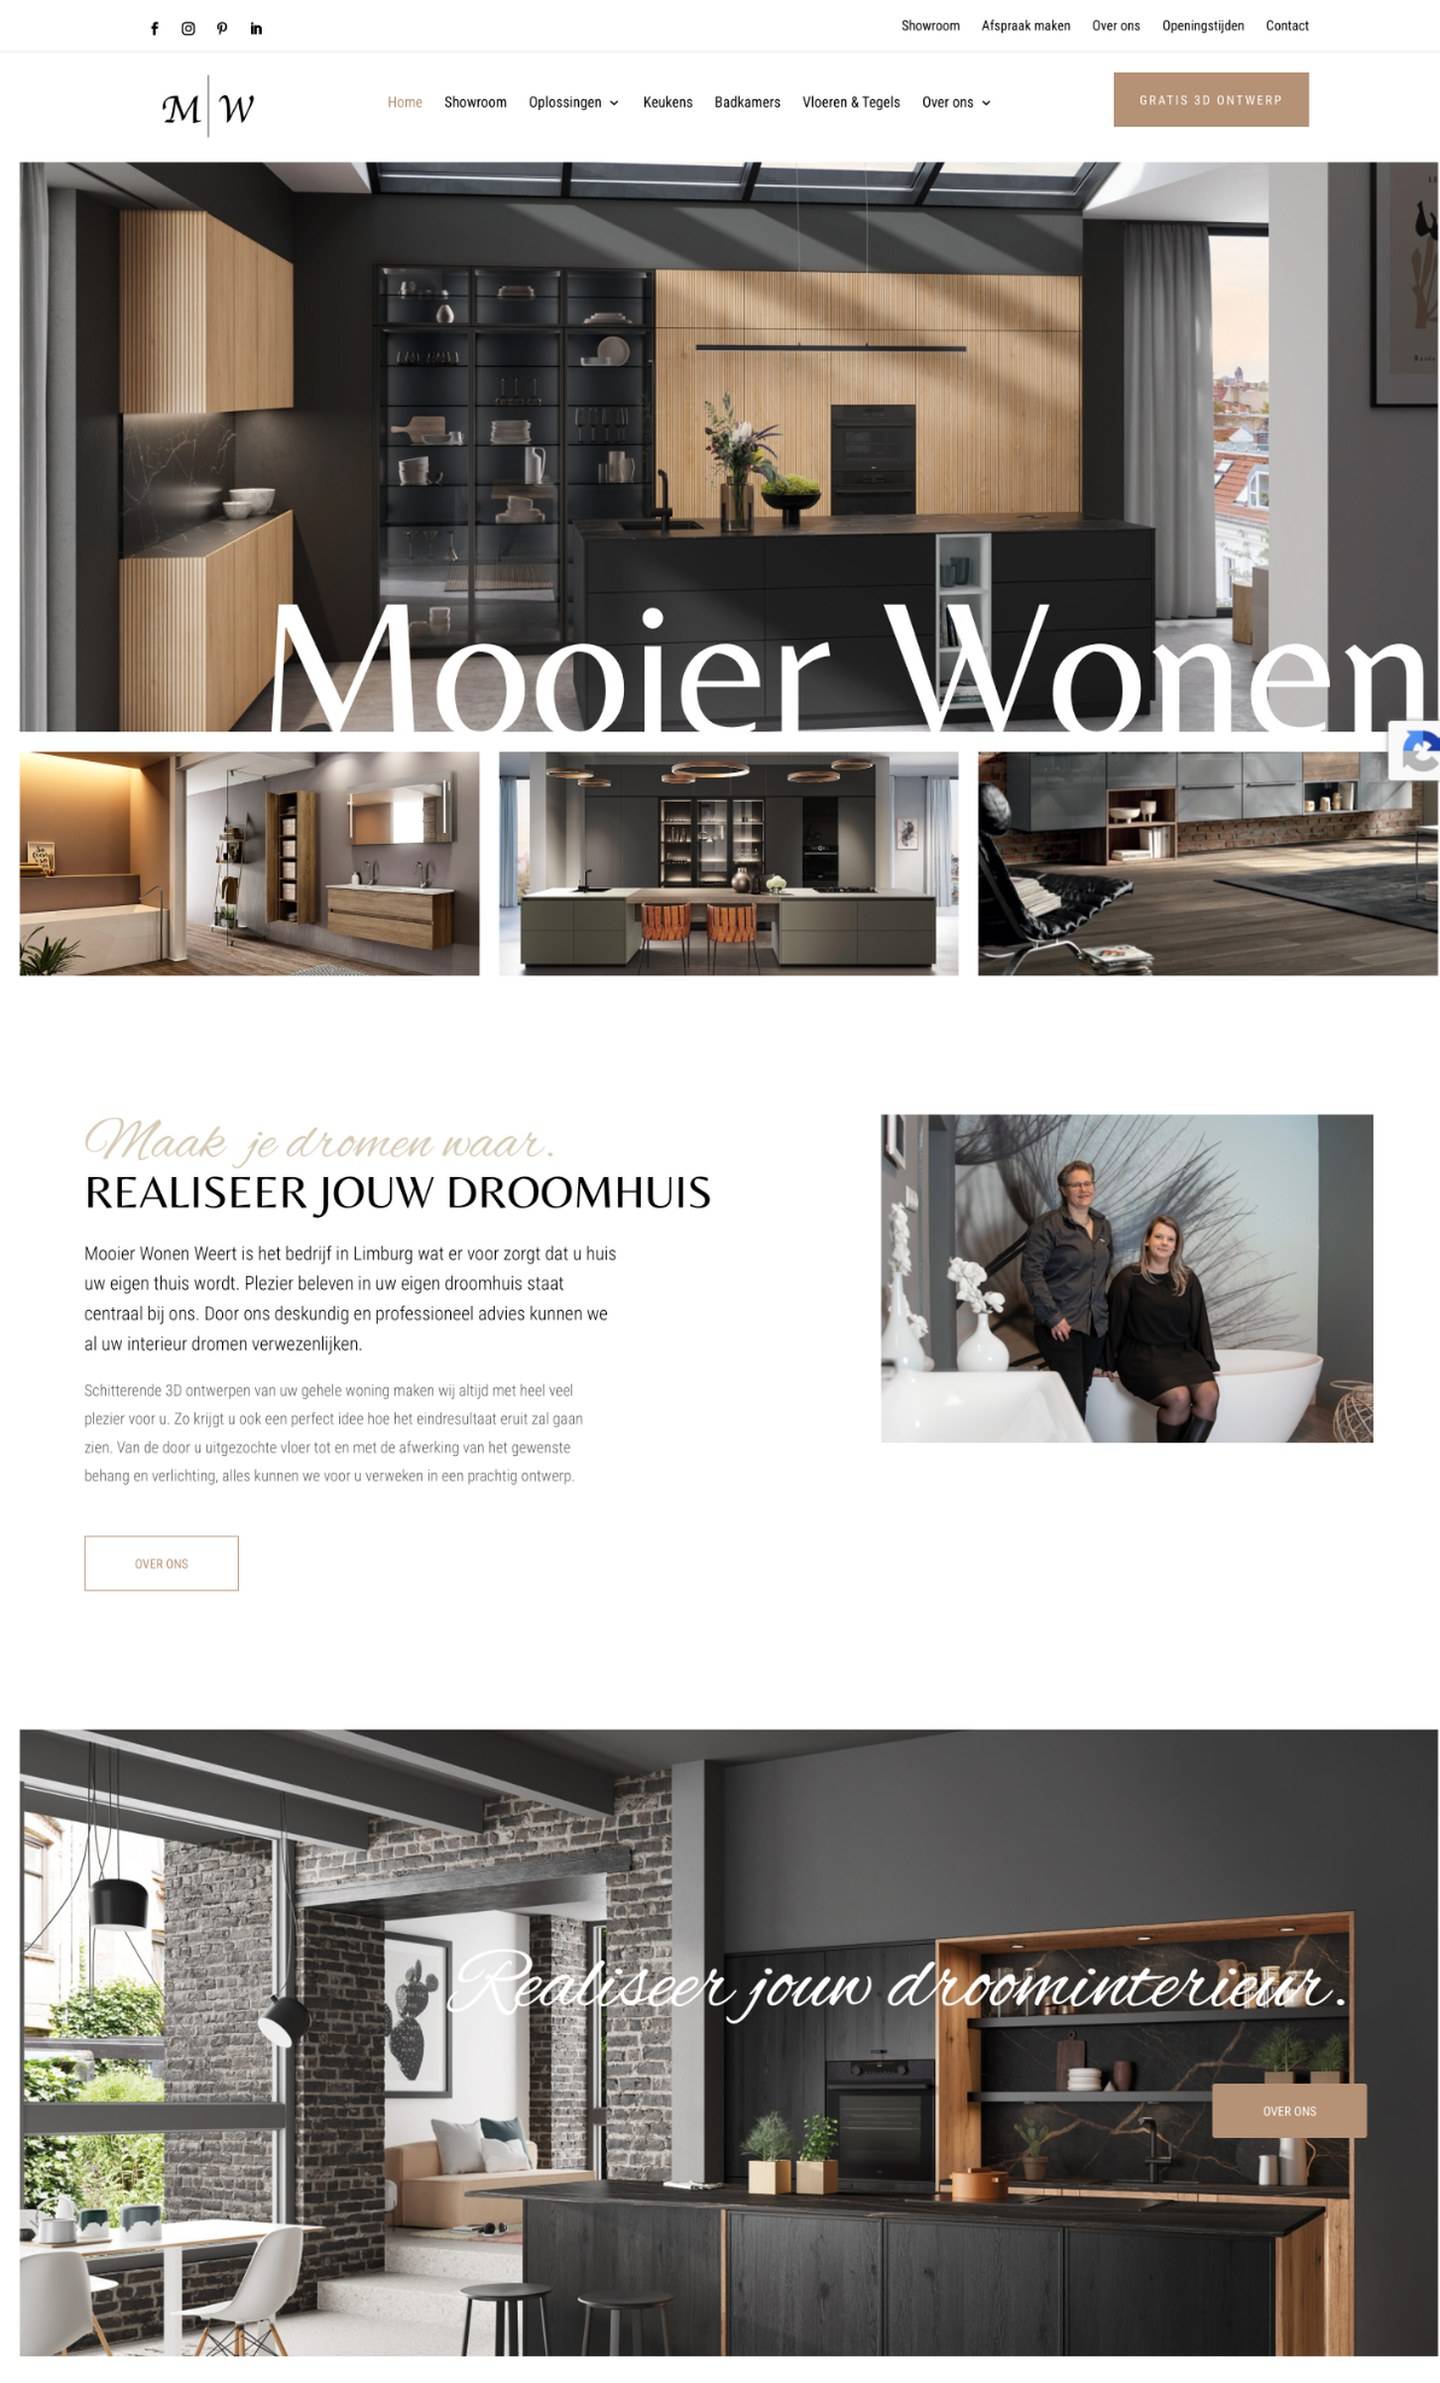 Showroom Afspraak maken Over ons Openingstijden Contact
M W
Home Showroom Oplossingen Keukens Badkamers Vloeren & Tegels Over ons
GRATIS 3D ONTWERP
Mooier Wonen
Maak je dromen waar.
REALISEER JOUW DROOMHUIS
Mooier Wonen Weert is het bedrijf in Limburg wat er voor zorgt dat u huis
uw eigen thuis wordt. Plezier beleven in uw eigen droomhuis staat
centraal bij ons. Door ons deskundig en professioneel advies kunnen we
al uw interieur dromen verwezenlijken.
Schitterende 3D ontwerpen van uw gehele woning maken wij altijd met heel veel
plezier voor u. Zo krijgt u ook een perfect idee hoe het eindresultaat eruit zal gaan
zien. Van de door u uitgezochte vloer tot en met de afwerking van het gewenste
behang en verlichting, alles kunnen we voor u verweken in een prachtig ontwerp.
OVER ONS
Realiseer jouw droominterieur.
OVER ONS